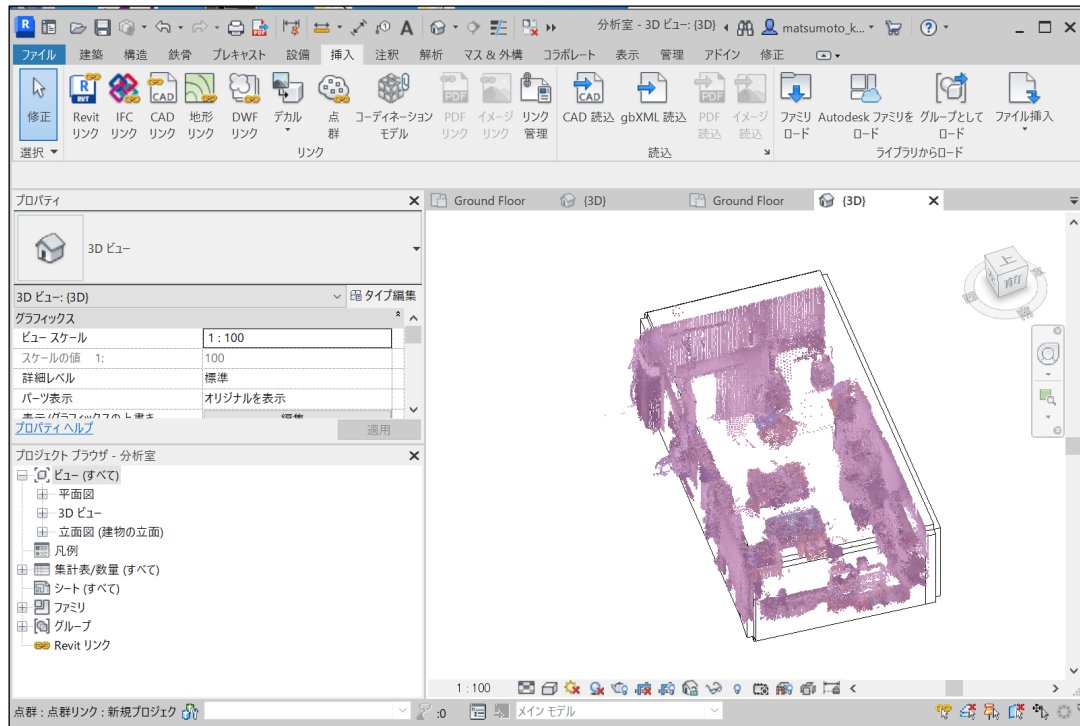 分析室 - 3D ビュー: {3D}
matsumoto_k...
ファイル 建築 構造 鉄骨 プレキャスト 設備 挿入 注釈 解析 マス & 外構 コラボレート 表示 管理 アドイン 修正
修正
選択
Revit リンク
IFC リンク
CAD リンク
地形 リンク
DWF リンク
デカル
点群
コーディネーション モデル
PDF リンク
イメージ リンク
リンク 管理
リンク
CAD 読込
gbXML 読込
PDF 読込
イメージ 読込
読込
ファミリ ロード
Autodesk ファミリを ロード
グループとして ロード
ファイル挿入
ライブラリからロード
プロパティ
3D ビュー
3D ビュー: {3D}
タイプ編集
グラフィックス
ビュー スケール 1 : 100
スケールの値 1: 100
詳細レベル 標準
パーツ表示 オリジナルを表示
表示/グラフィックスの上書き 編集
プロパティ ヘルプ
適用
プロジェクト ブラウザ - 分析室
ビュー (すべて)
平面図
3D ビュー
立面図 (建物の立面)
凡例
集計表/数量 (すべて)
シート (すべて)
ファミリ
グループ
Revit リンク
Ground Floor
{3D}
Ground Floor
{3D}
上
前
1 : 100
点群 : 点群リンク : 新規プロジェク
:0
メイン モデル